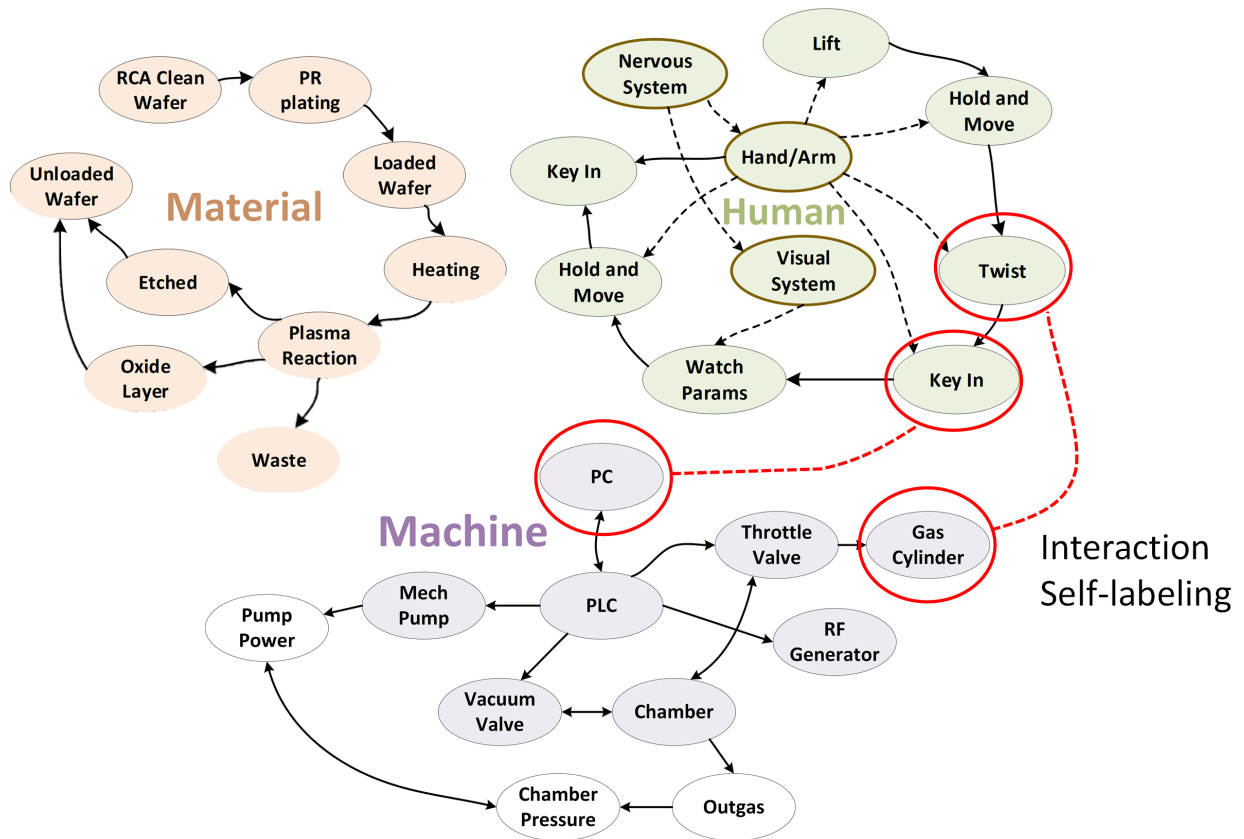 RCA Clean
Wafer
PR
plating
Loaded
Wafer
Unloaded
Wafer
Material
Heating
Etched
Plasma
Reaction
Oxide
Layer
Waste
Lift
Nervous
System
Hold and
Move
Hand/Arm
Key In
Human
Visual
System
Twist
Hold and
Move
Watch
Params
Key In
PC
Machine
Throttle
Valve
Gas
Cylinder
Interaction
Self-labeling
Mech
Pump
PLC
Pump
Power
RF
Generator
Vacuum
Valve
Chamber
Chamber
Pressure
Outgas